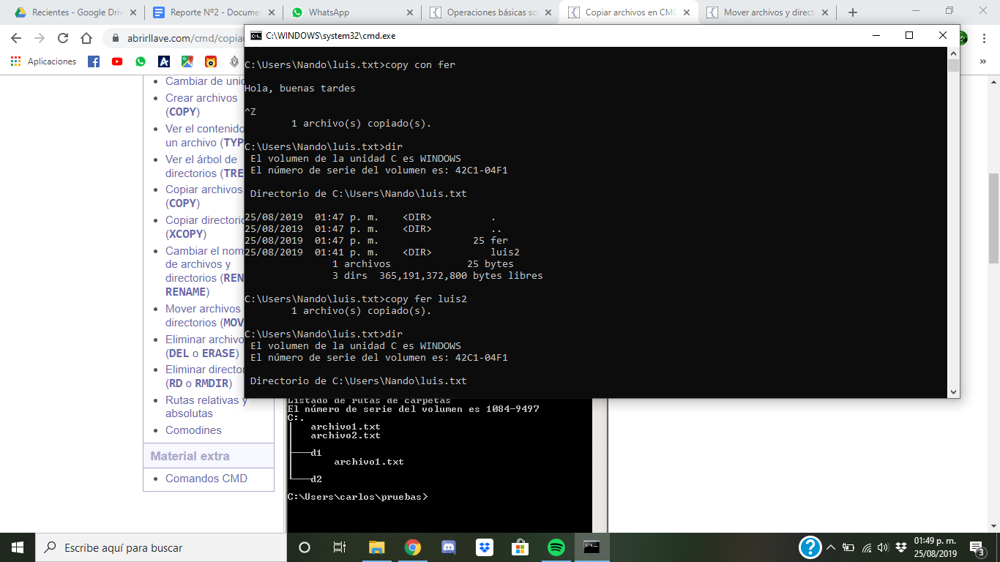 Recientes - Google Driv
Reporte Nº2 - Docume
WhatsApp
Operaciones básicas so
Copiar archivos en CMD
Mover archivos y direct
abrirllave.com/cmd/copia
Aplicaciones
C:\WINDOWS\system32\cmd.exe
C:\Users\Nando\luis.txt>copy con fer
Hola, buenas tardes
^Z
1 archivo(s) copiado(s).
C:\Users\Nando\luis.txt>dir
El volumen de la unidad C es WINDOWS
El número de serie del volumen es: 42C1-04F1
Directorio de C:\Users\Nando\luis.txt
25/08/2019  01:47 p. m.    <DIR>          .
25/08/2019  01:47 p. m.    <DIR>          ..
25/08/2019  01:47 p. m.                25 fer
25/08/2019  01:41 p. m.    <DIR>          luis2
1 archivos             25 bytes
3 dirs  365,191,372,800 bytes libres
C:\Users\Nando\luis.txt>copy fer luis2
1 archivo(s) copiado(s).
C:\Users\Nando\luis.txt>dir
El volumen de la unidad C es WINDOWS
El número de serie del volumen es: 42C1-04F1
Directorio de C:\Users\Nando\luis.txt
Cambiar de unid
Crear archivos
(COPY)
Ver el contenido
un archivo (TYP
Ver el árbol de
directorios (TRE
Copiar archivos
(COPY)
Copiar directorio
(XCOPY)
Cambiar el nom
de archivos y
directorios (REN
RENAME)
Mover archivos
directorios (MOV
Eliminar archivo
(DEL o ERASE)
Eliminar director
(RD o RMDIR)
Rutas relativas y
absolutas
Comodines
Material extra
Comandos CMD
Listado de rutas de carpetas
El número de serie del volumen es 1084-9497
C:.
archivo1.txt
archivo2.txt
d1
archivo1.txt
d2
C:\Users\carlos\pruebas>
Escribe aquí para buscar
01:49 p. m.
25/08/2019
3